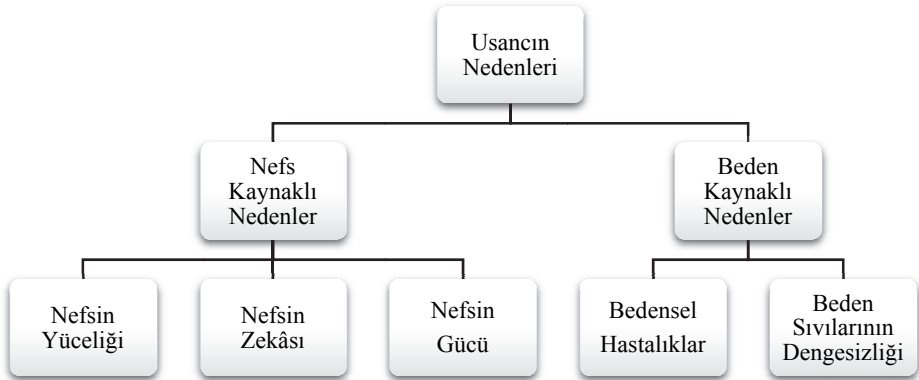 Usancın
Nedenleri
Nefs
Kaynaklı
Nedenler
Beden
Kaynaklı
Nedenler
Nefsin
Yüceliği
Nefsin
Zekâsı
Nefsin
Gücü
Bedensel
Hastalıklar
Beden
Sıvılarının
Dengesizliği